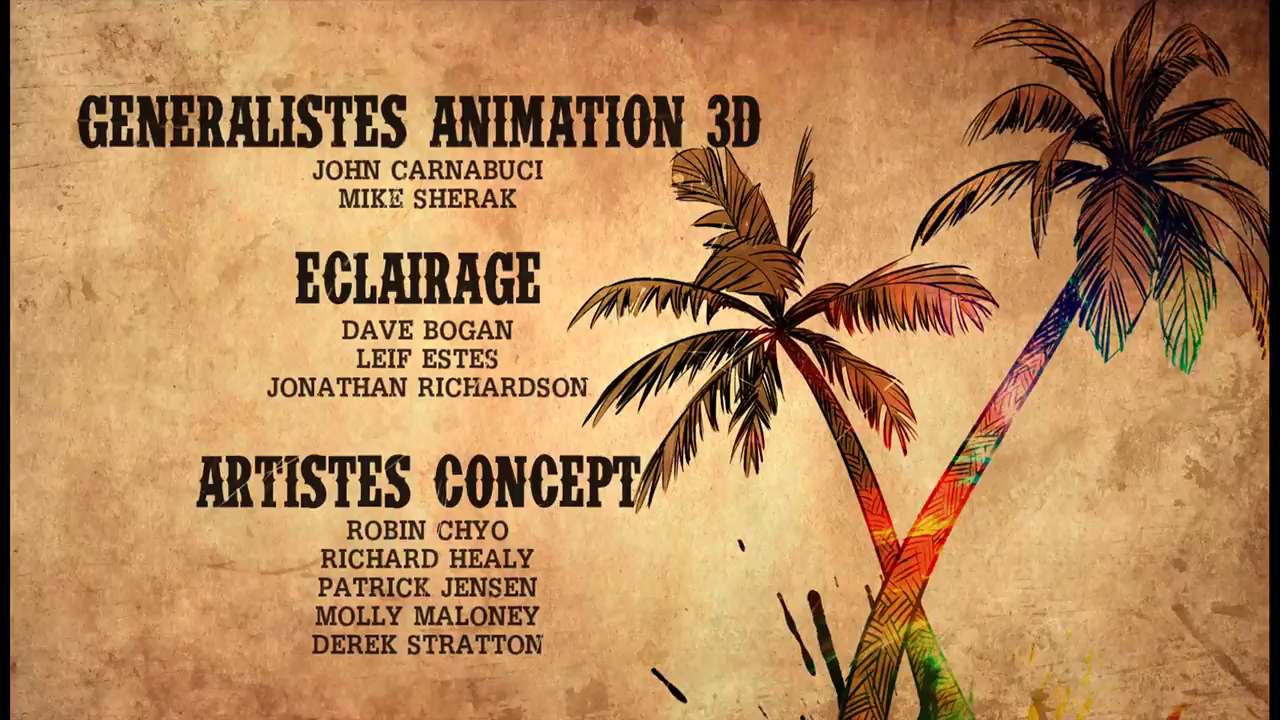 GENERALISTES ANIMATION 3D
JOHN CARNABUCI
MIKE SHERAK
ECLAIRAGE
DAVE BOGAN
LEIF ESTES
JONATHAN RICHARDSON
ARTISTES CONCEPT
ROBIN CHYO
RICHARD HEALY
PATRICK JENSEN
MOLLY MALONEY
DEREK STRATTON